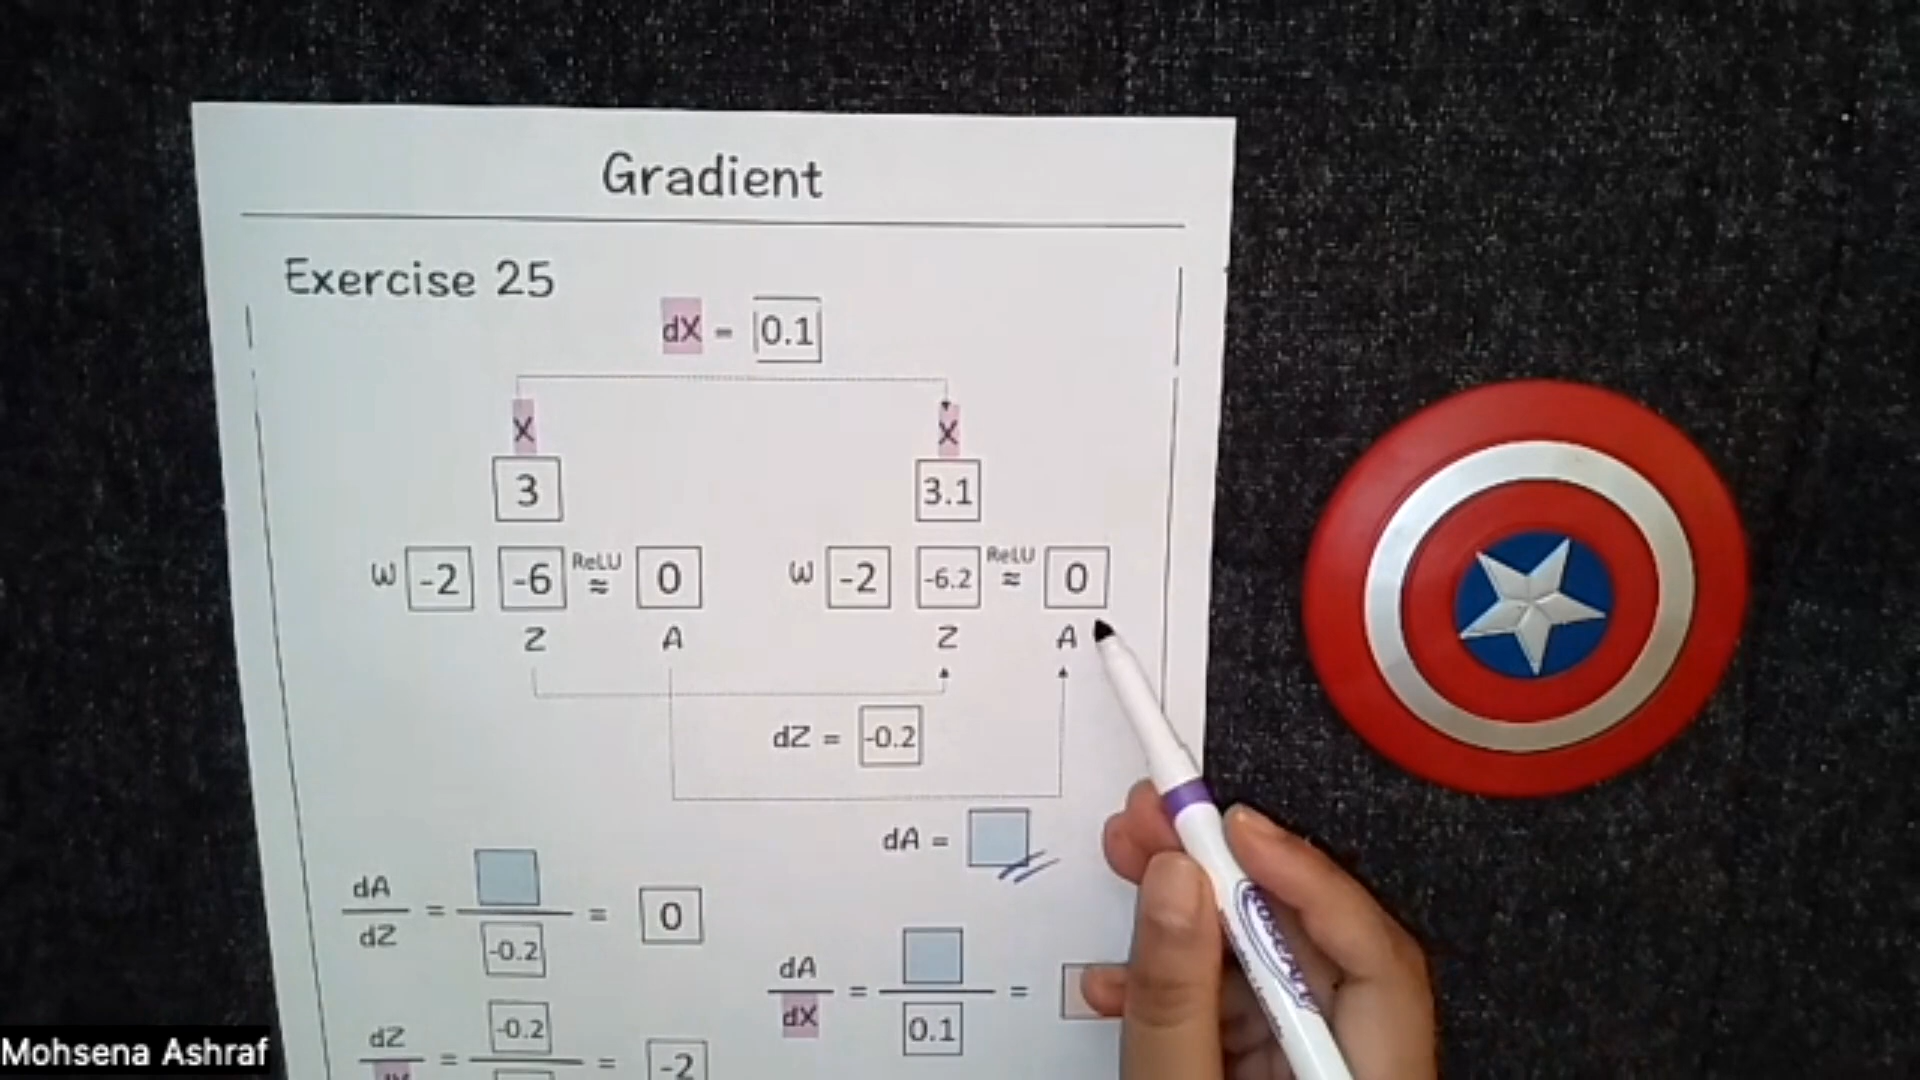 Gradient
Exercise 25
dX = 0.1
X X
3 3.1
W -2 -6 ReLU ≈ 0 W -2 -6.2 ReLU ≈ 0
Z A Z A
dZ = -0.2
dA =
dA / dZ = / -0.2 = 0
dA / dX = / 0.1 =
dZ = -0.2 = -2
Mohsena Ashraf